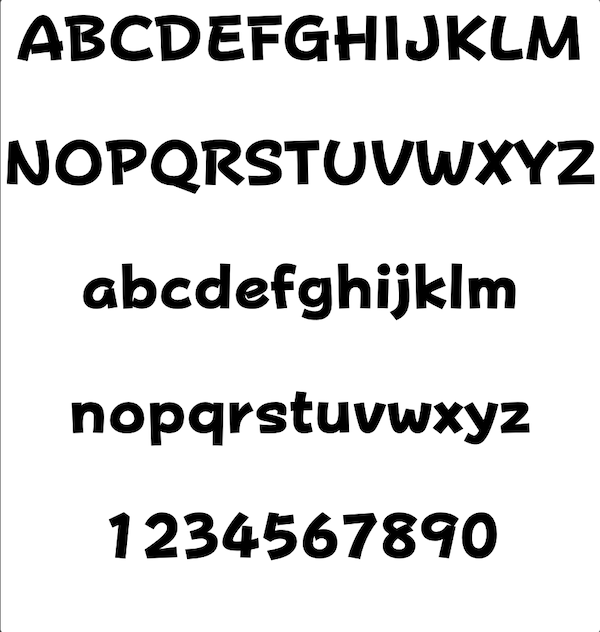 ABCDEFGHIJKLM
NOPQRSTUVWXYZ
abcdefghijklm
nopqrstuvwxyz
1234567890